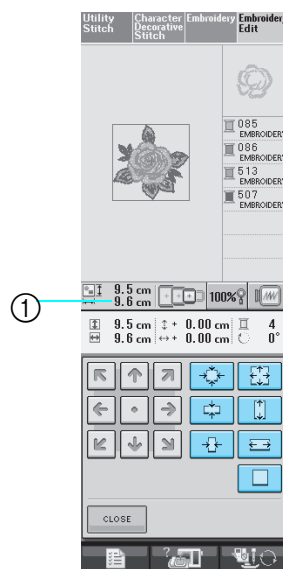 Utility Stitch
Character Decorative Stitch
Embroidery
Embroidery Edit
085
EMBROIDERY
086
EMBROIDERY
513
EMBROIDERY
507
EMBROIDERY
9.5 cm
9.6 cm
100%
1
9.5 cm + 0.00 cm 4
9.6 cm + 0.00 cm 0°
CLOSE
?